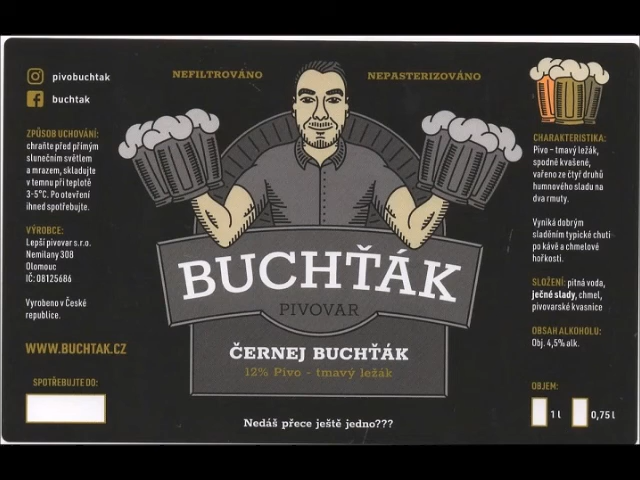 pivobuchtak
buchtak
NEFILTROVÁNO
NEPASTERIZOVÁNO
ZPŮSOB UCHOVÁNÍ:
chraňte před přímým
slunečním světlem
a mrazem, skladujte
v temnu při teplotě
3-5°C. Po otevření
ihned spotřebujte.
VÝROBCE:
Lepší pivovar s.r.o.
Nemilany 308
Olomouc
IČ: 08125686
Vyrobeno v České
republice.
WWW.BUCHTAK.CZ
SPOTŘEBUJTE DO:
BUCHŤÁK
PIVOVAR
ČERNEJ BUCHŤÁK
12% Pivo - tmavý ležák
Nedáš přece ještě jedno???
CHARAKTERISTIKA:
Pivo - tmavý ležák,
spodně kvašené,
vařeno ze čtyř druhů
humnového sladu na
dva rmuty.
Vyniká dobrým
sladěním typické chuti
po kávě a chmelové
hořkosti.
SLOŽENÍ: pitná voda,
ječné slady, chmel,
pivovarské kvasnice
OBSAH ALKOHOLU:
Obj. 4,5% alk.
OBJEM:
1 l
0,75 l